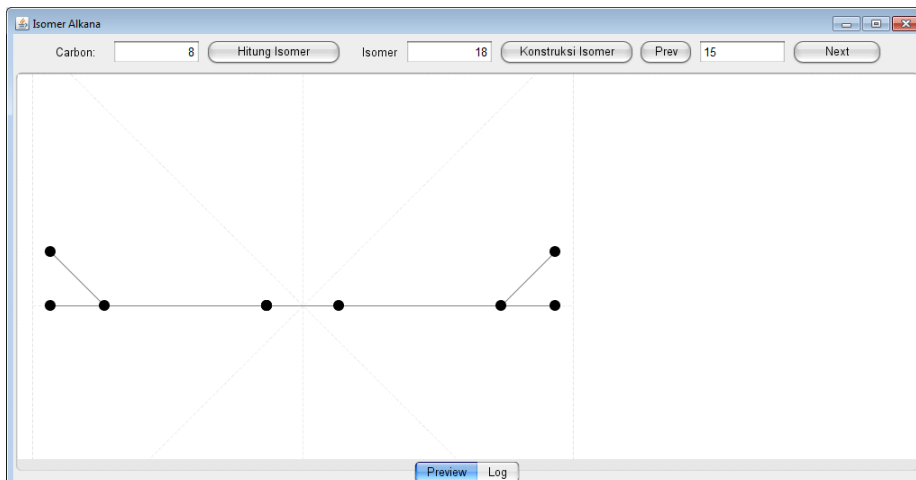 Isomer Alkana
Carbon: 8 Hitung Isomer Isomer 18 Konstruksi Isomer Prev 15 Next
Preview Log